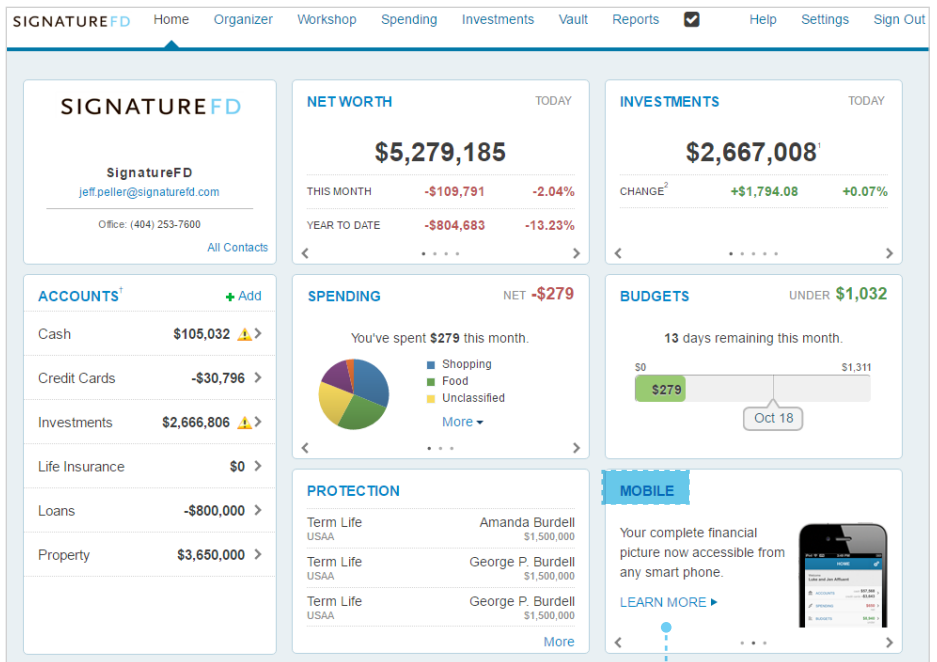 SIGNATUREFD Home Organizer Workshop Spending Investments Vault Reports Help Settings Sign Out
SIGNATUREFD
SignatureFD
jeff.peller@signaturefd.com
Office: (404) 253-7600
All Contacts
NET WORTH TODAY
$5,279,185
THIS MONTH -$109,791 -2.04%
YEAR TO DATE -$804,683 -13.23%
INVESTMENTS TODAY
$2,667,008¹
CHANGE² +$1,794.08 +0.07%
ACCOUNTS† Add
Cash $105,032
Credit Cards -$30,796
Investments $2,666,806
Life Insurance $0
Loans -$800,000
Property $3,650,000
SPENDING NET -$279
You've spent $279 this month.
Shopping
Food
Unclassified
More
BUDGETS UNDER $1,032
13 days remaining this month.
$0 $1,311
$279
Oct 18
PROTECTION
Term Life Amanda Burdell
USAA $1,500,000
Term Life George P. Burdell
USAA $1,500,000
Term Life George P. Burdell
USAA $1,500,000
More
MOBILE
Your complete financial
picture now accessible from
any smart phone.
LEARN MORE
HOME
ACCOUNTS
SPENDING
BUDGETS